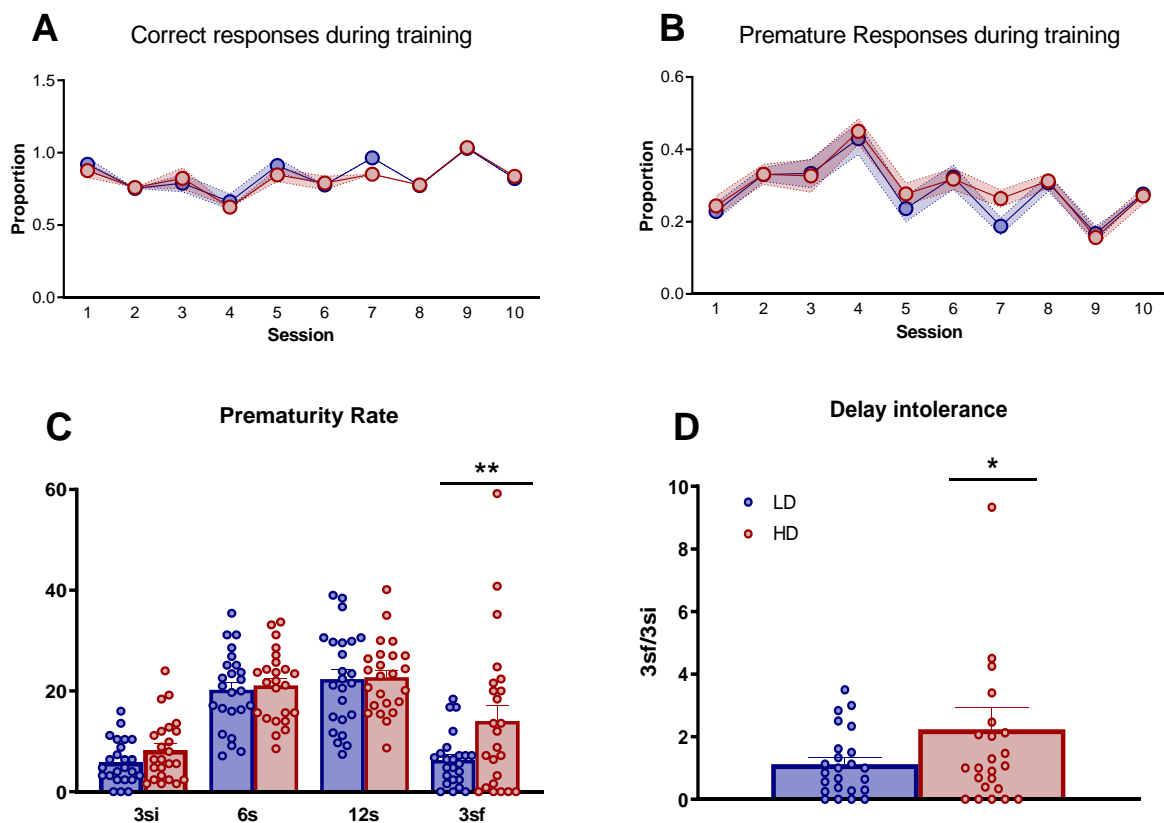 A
Correct responses during training
1.5
1.0
0.5
0.0
Proportion
1 2 3 4 5 6 7 8 9 10
Session
B
Premature Responses during training
0.6
0.4
0.2
0.0
Proportion
1 2 3 4 5 6 7 8 9 10
Session
C
Prematurity Rate
**
60
40
20
0
3si 6s 12s 3sf
D
Delay intolerance
*
10
8
6
4
2
0
3sf/3si
LD
HD